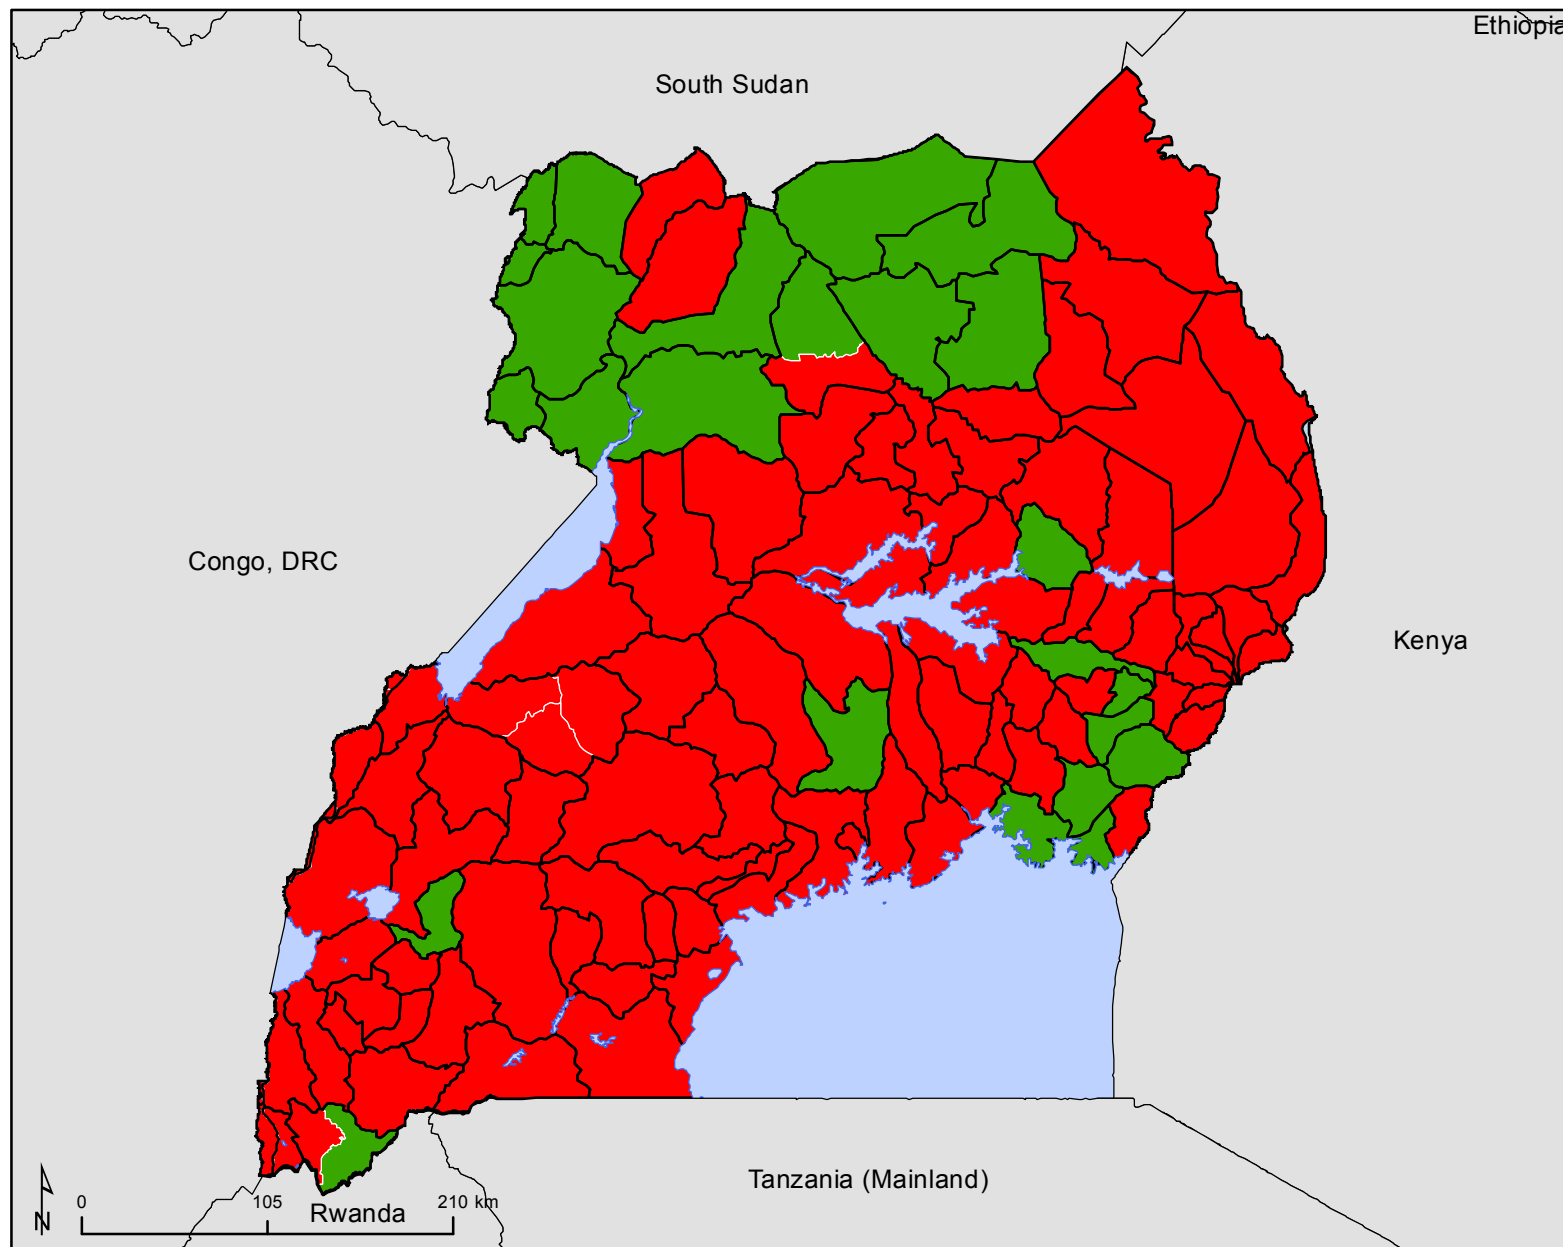 Ethiopia
South Sudan
Congo, DRC
Kenya
Tanzania (Mainland)
0 105 210 km
Rwanda
N